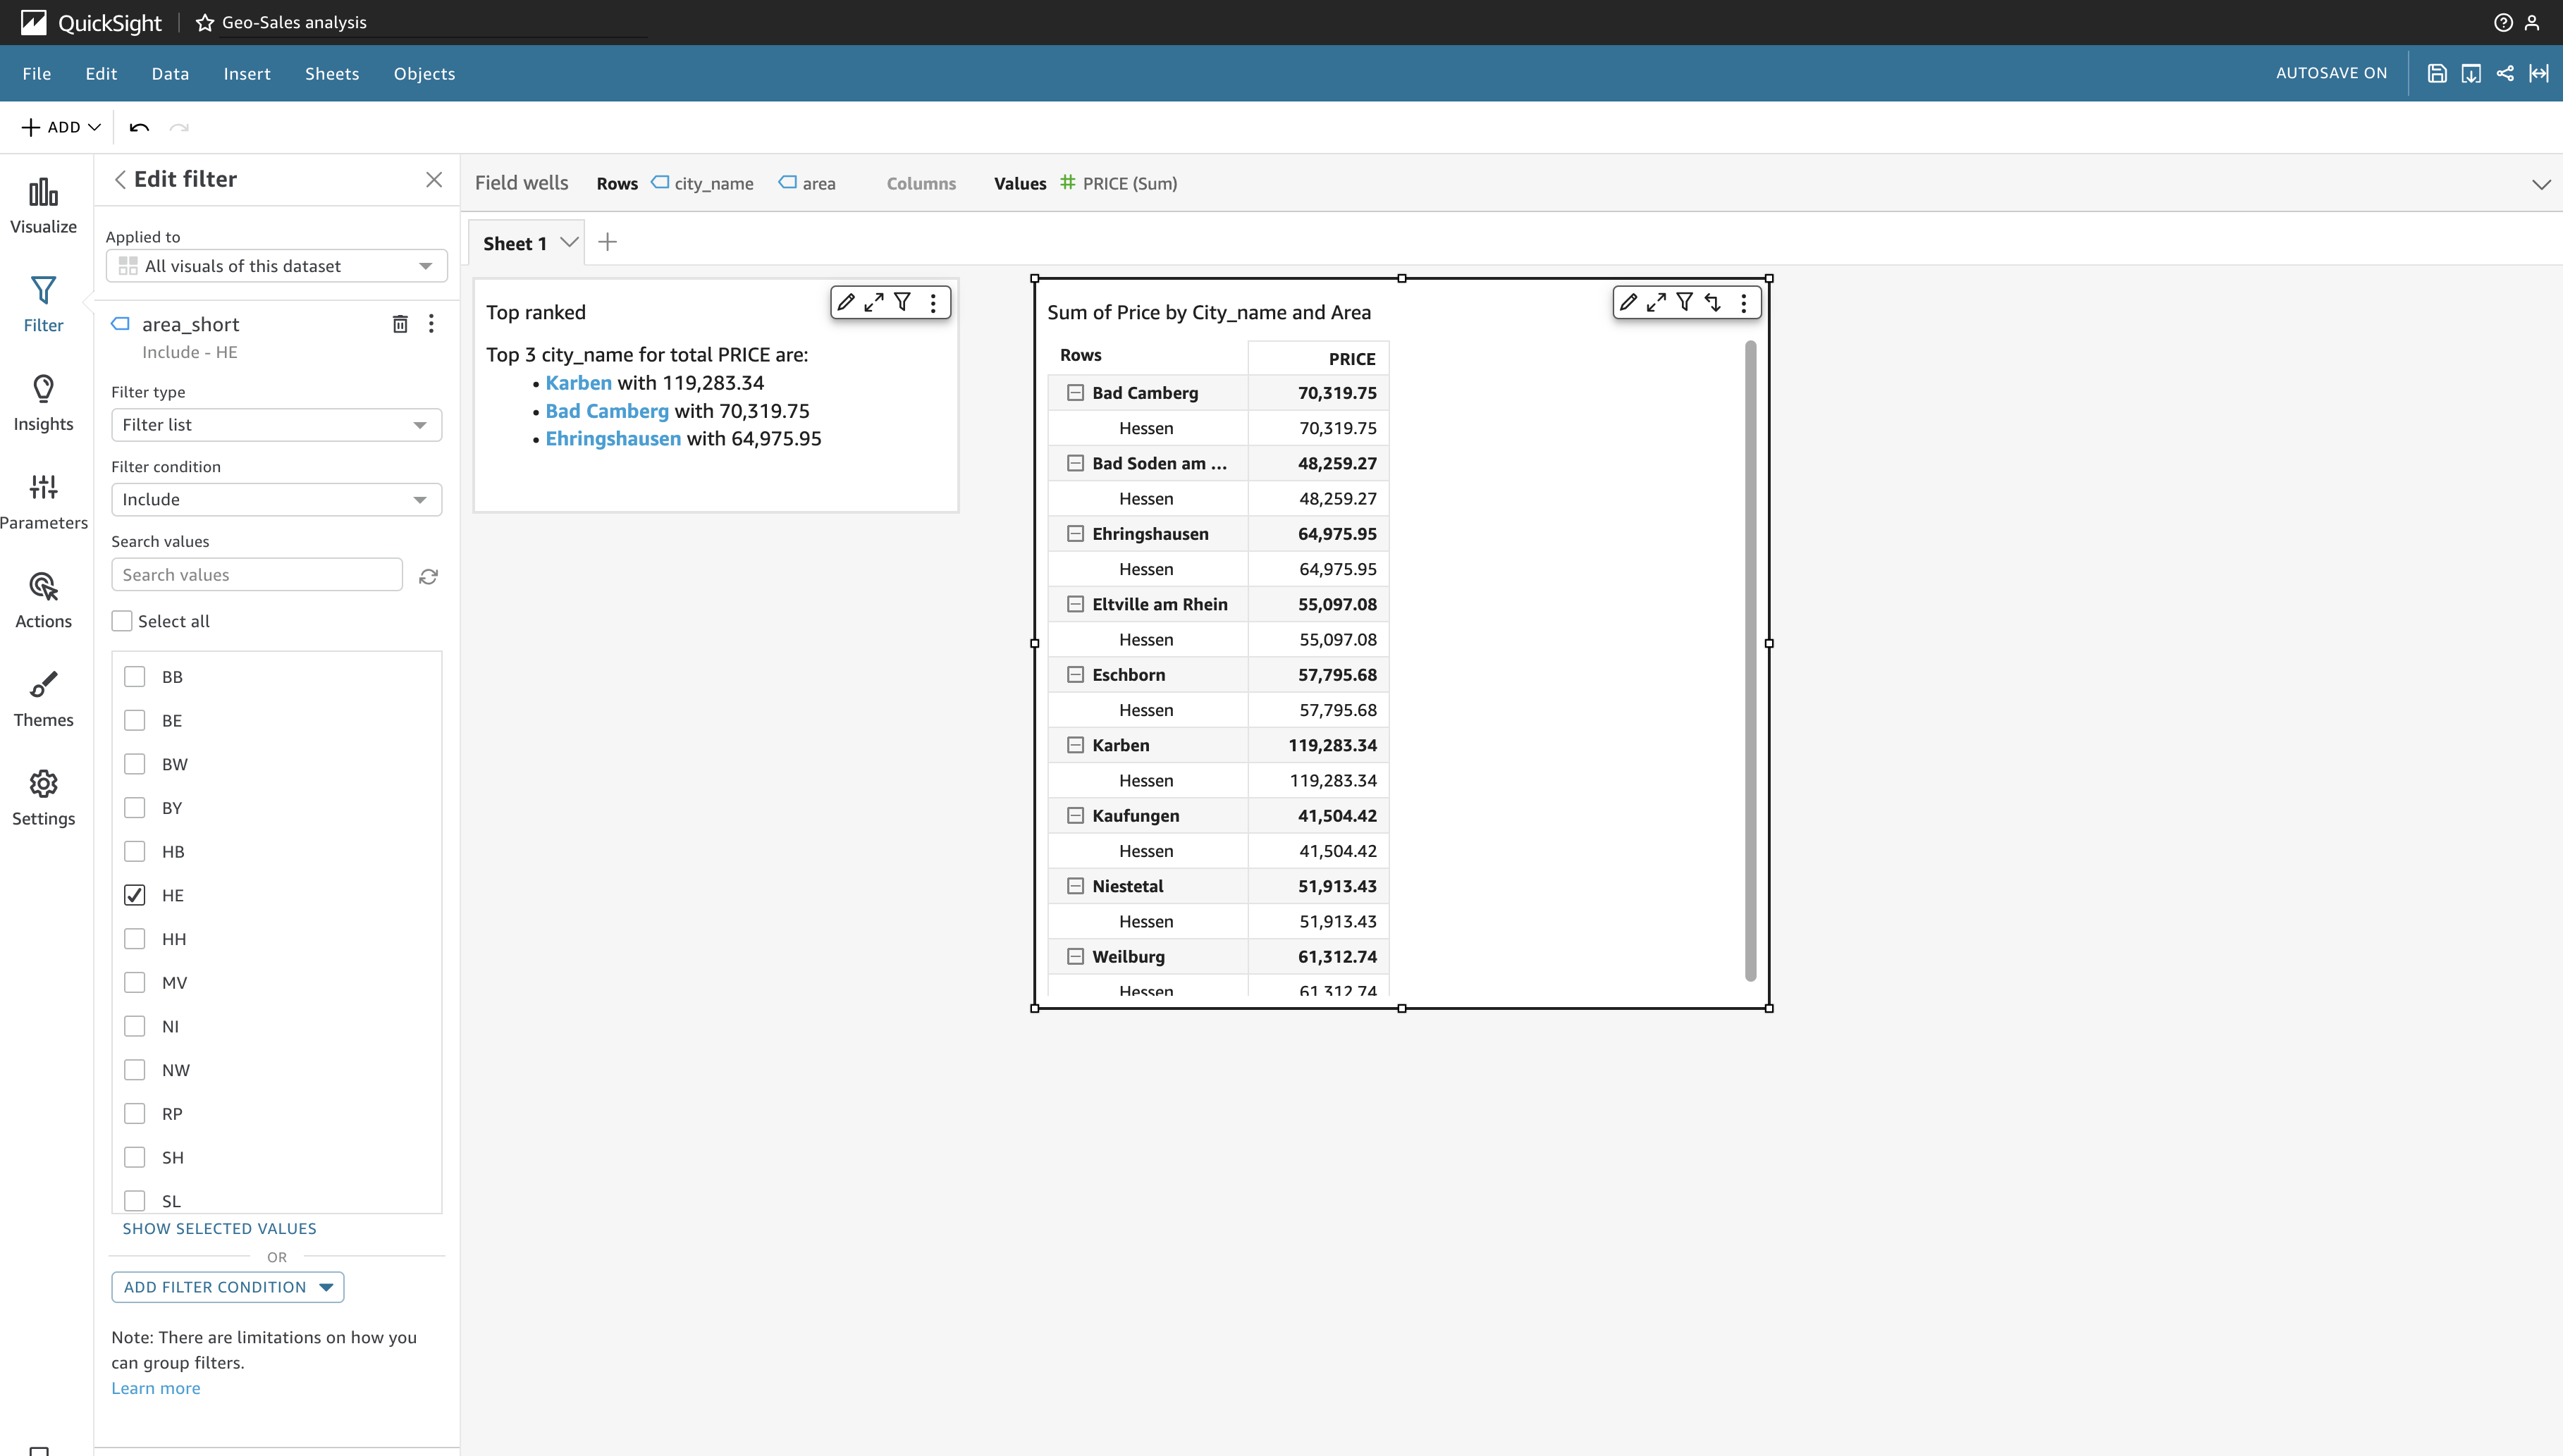 QuickSight
Geo-Sales analysis
File Edit Data Insert Sheets Objects
AUTOSAVE ON
ADD
Visualize
Filter
Insights
Parameters
Actions
Themes
Settings
Edit filter
Applied to
All visuals of this dataset
area_short
Include - HE
Filter type
Filter list
Filter condition
Include
Search values
Search values
Select all
BB
BE
BW
BY
HB
HE
HH
MV
NI
NW
RP
SH
SL
SHOW SELECTED VALUES
OR
ADD FILTER CONDITION
Note: There are limitations on how you
can group filters.
Learn more
Field wells Rows city_name area Columns Values PRICE (Sum)
Sheet 1
Top ranked
Top 3 city_name for total PRICE are:
• Karben with 119,283.34
• Bad Camberg with 70,319.75
• Ehringshausen with 64,975.95
Sum of Price by City_name and Area
Rows PRICE
Bad Camberg 70,319.75
Hessen 70,319.75
Bad Soden am ... 48,259.27
Hessen 48,259.27
Ehringshausen 64,975.95
Hessen 64,975.95
Eltville am Rhein 55,097.08
Hessen 55,097.08
Eschborn 57,795.68
Hessen 57,795.68
Karben 119,283.34
Hessen 119,283.34
Kaufungen 41,504.42
Hessen 41,504.42
Niestetal 51,913.43
Hessen 51,913.43
Weilburg 61,312.74
Hessen 61,312.74